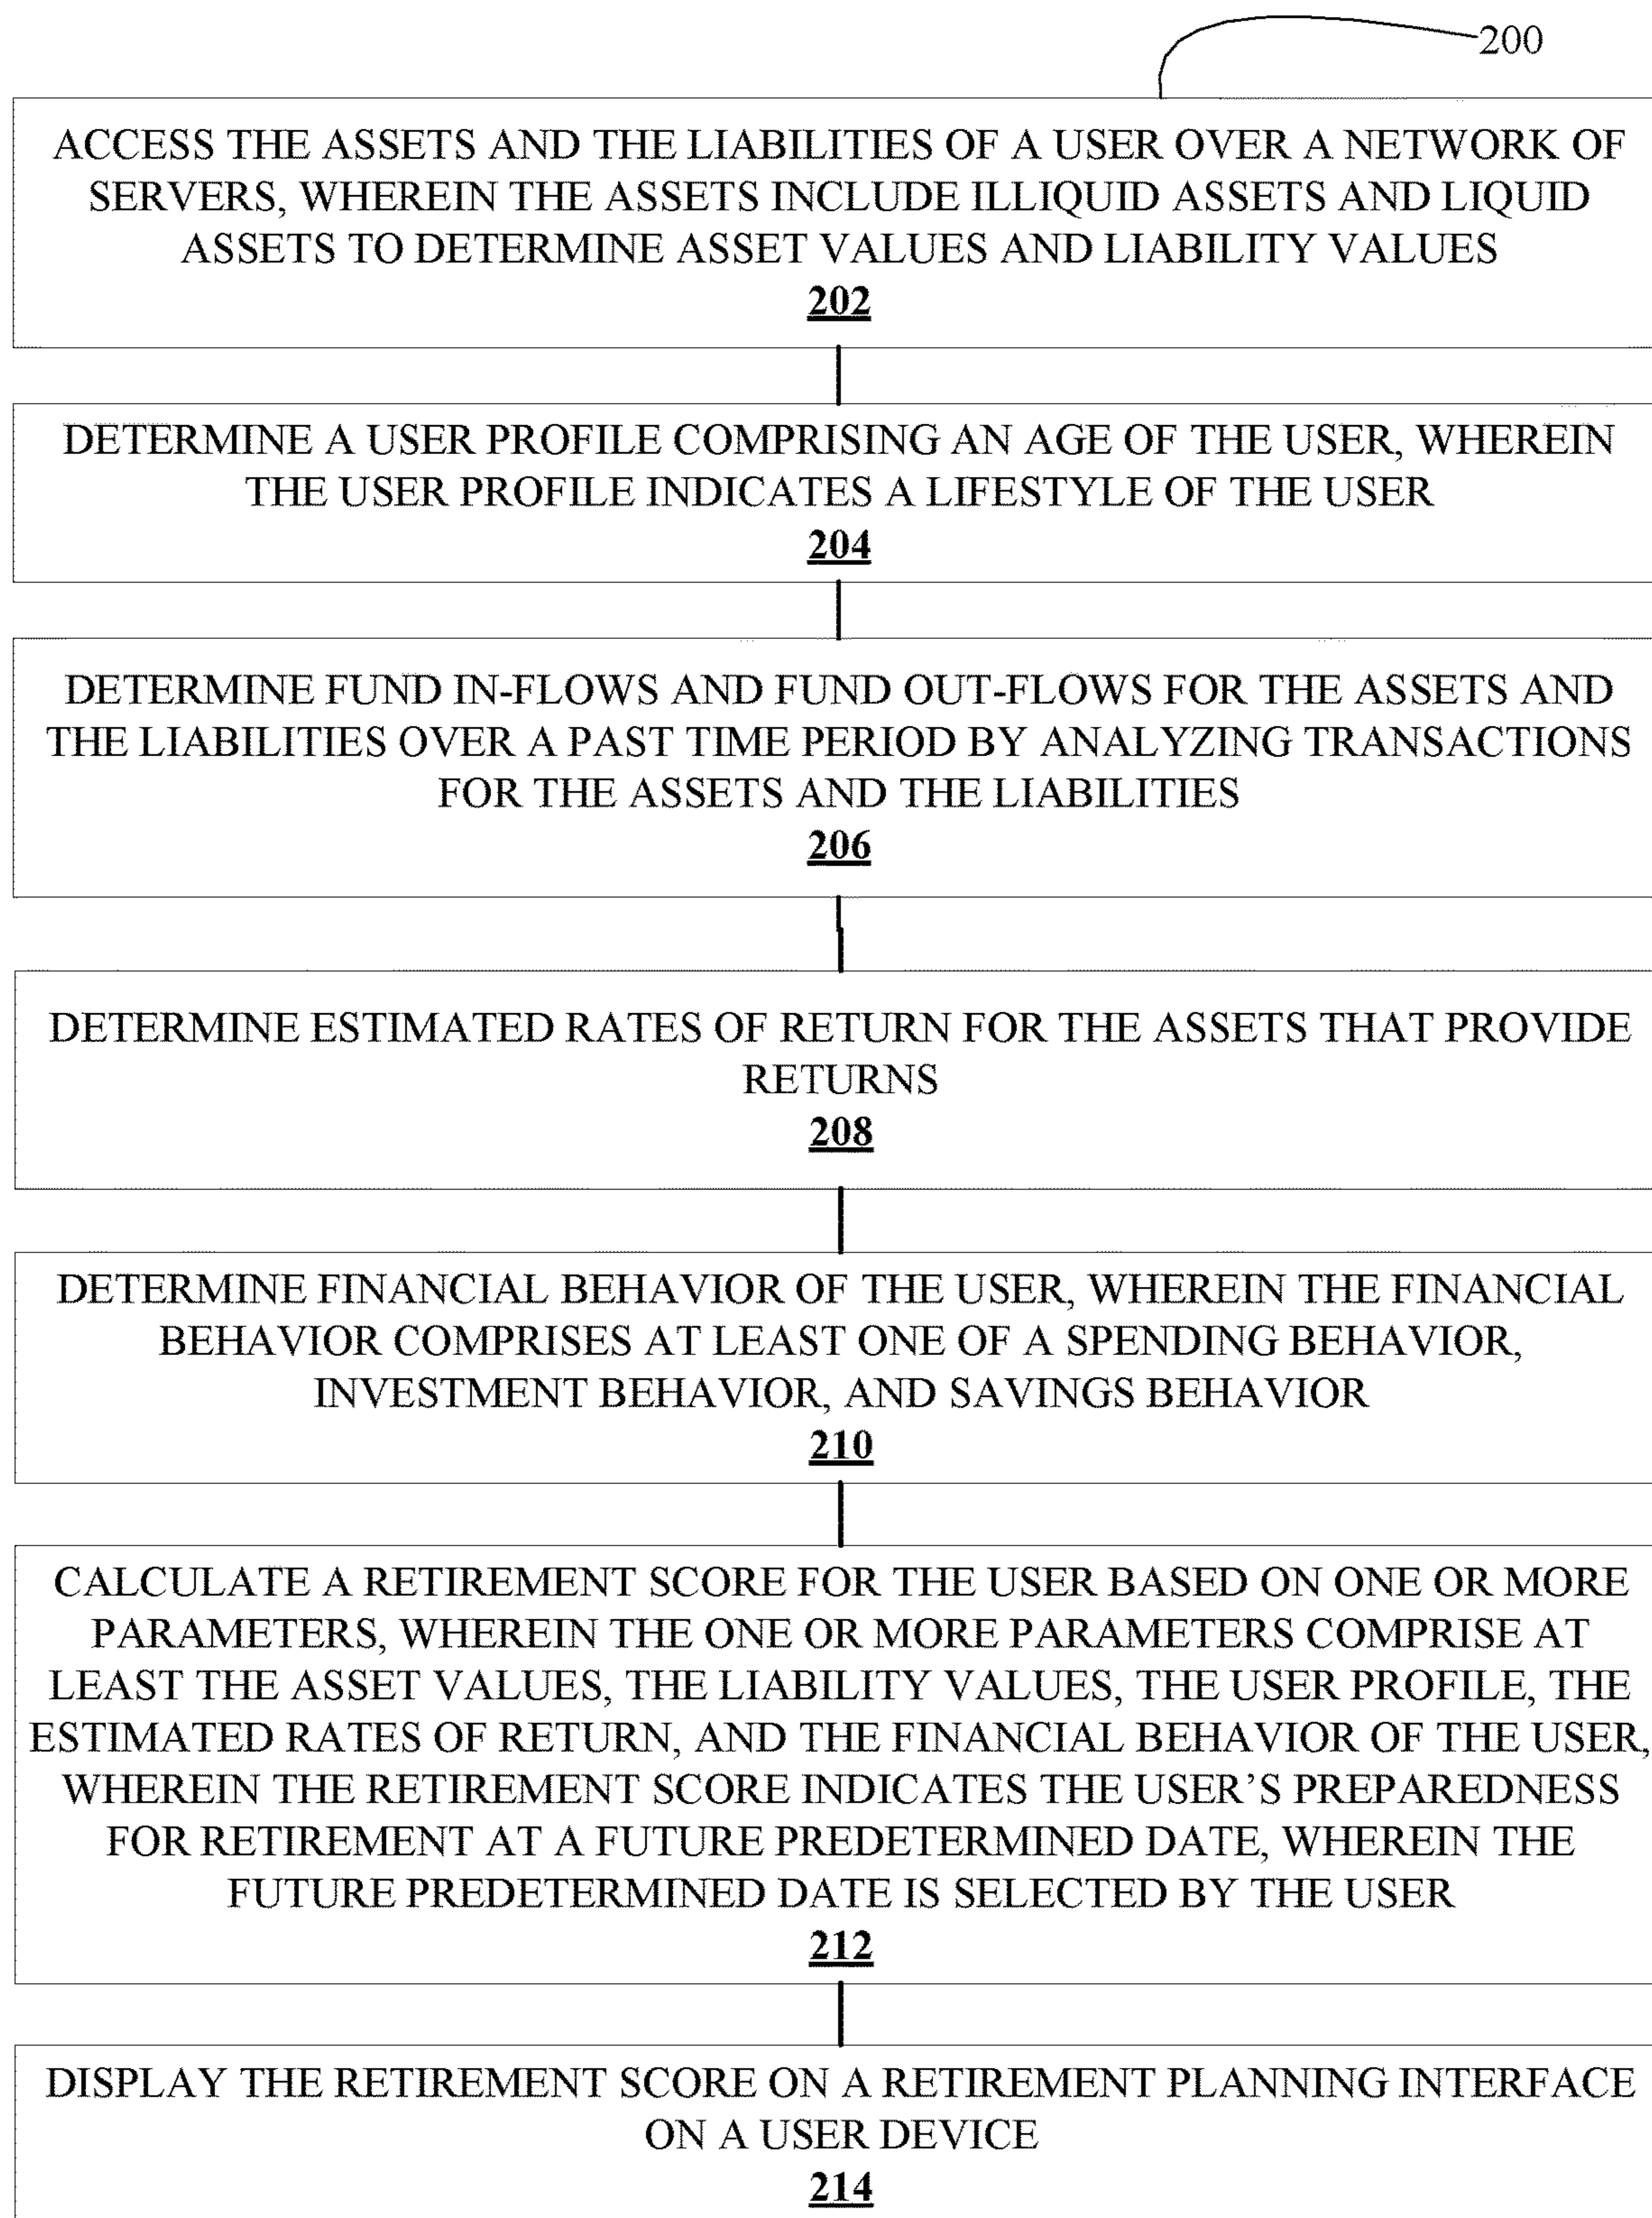 200
ACCESS THE ASSETS AND THE LIABILITIES OF A USER OVER A NETWORK OF
SERVERS, WHEREIN THE ASSETS INCLUDE ILLIQUID ASSETS AND LIQUID
ASSETS TO DETERMINE ASSET VALUES AND LIABILITY VALUES
202
DETERMINE A USER PROFILE COMPRISING AN AGE OF THE USER, WHEREIN
THE USER PROFILE INDICATES A LIFESTYLE OF THE USER
204
DETERMINE FUND IN-FLOWS AND FUND OUT-FLOWS FOR THE ASSETS AND
THE LIABILITIES OVER A PAST TIME PERIOD BY ANALYZING TRANSACTIONS
FOR THE ASSETS AND THE LIABILITIES
206
DETERMINE ESTIMATED RATES OF RETURN FOR THE ASSETS THAT PROVIDE
RETURNS
208
DETERMINE FINANCIAL BEHAVIOR OF THE USER, WHEREIN THE FINANCIAL
BEHAVIOR COMPRISES AT LEAST ONE OF A SPENDING BEHAVIOR,
INVESTMENT BEHAVIOR, AND SAVINGS BEHAVIOR
210
CALCULATE A RETIREMENT SCORE FOR THE USER BASED ON ONE OR MORE
PARAMETERS, WHEREIN THE ONE OR MORE PARAMETERS COMPRISE AT
LEAST THE ASSET VALUES, THE LIABILITY VALUES, THE USER PROFILE, THE
ESTIMATED RATES OF RETURN, AND THE FINANCIAL BEHAVIOR OF THE USER,
WHEREIN THE RETIREMENT SCORE INDICATES THE USER’S PREPAREDNESS
FOR RETIREMENT AT A FUTURE PREDETERMINED DATE, WHEREIN THE
FUTURE PREDETERMINED DATE IS SELECTED BY THE USER
212
DISPLAY THE RETIREMENT SCORE ON A RETIREMENT PLANNING INTERFACE
ON A USER DEVICE
214